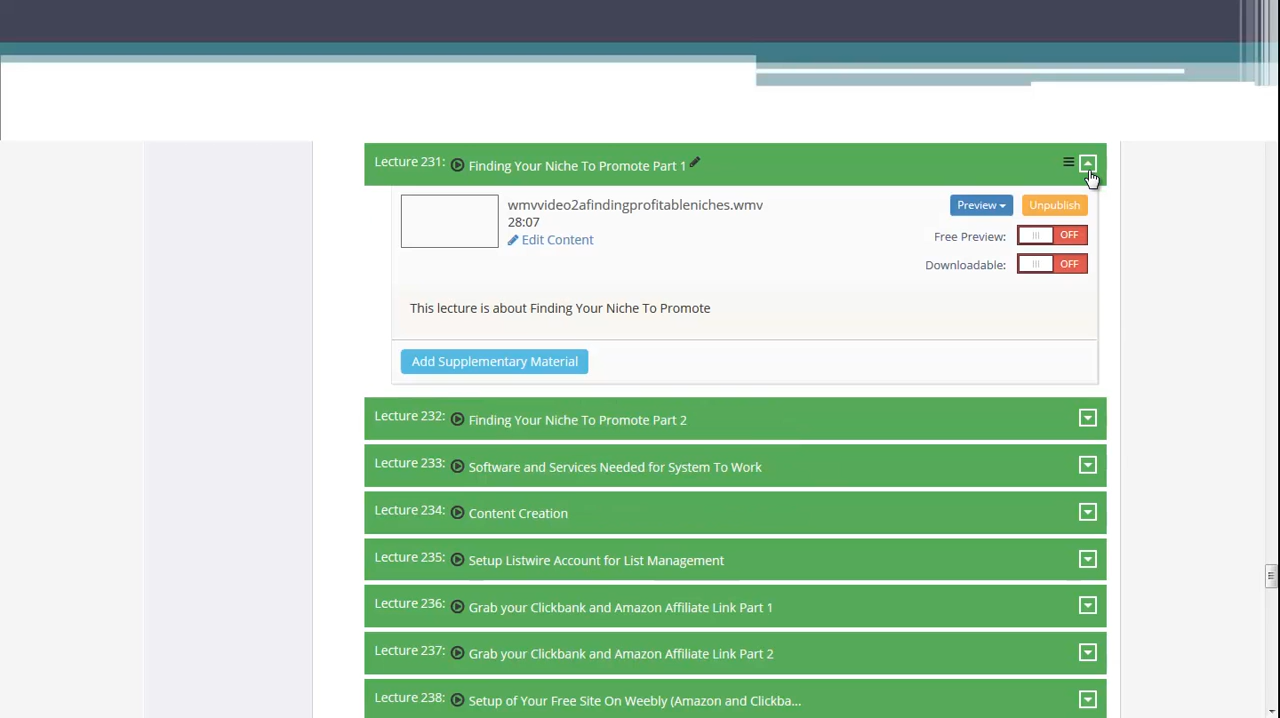 Lecture 231: Finding Your Niche To Promote Part 1
wmvvideo2afindingprofitableniches.wmv
28:07
Edit Content
Preview
Unpublish
Free Preview: OFF
Downloadable: OFF
This lecture is about Finding Your Niche To Promote
Add Supplementary Material
Lecture 232: Finding Your Niche To Promote Part 2
Lecture 233: Software and Services Needed for System To Work
Lecture 234: Content Creation
Lecture 235: Setup Listwire Account for List Management
Lecture 236: Grab your Clickbank and Amazon Affiliate Link Part 1
Lecture 237: Grab your Clickbank and Amazon Affiliate Link Part 2
Lecture 238: Setup of Your Free Site On Weebly (Amazon and Clickba...